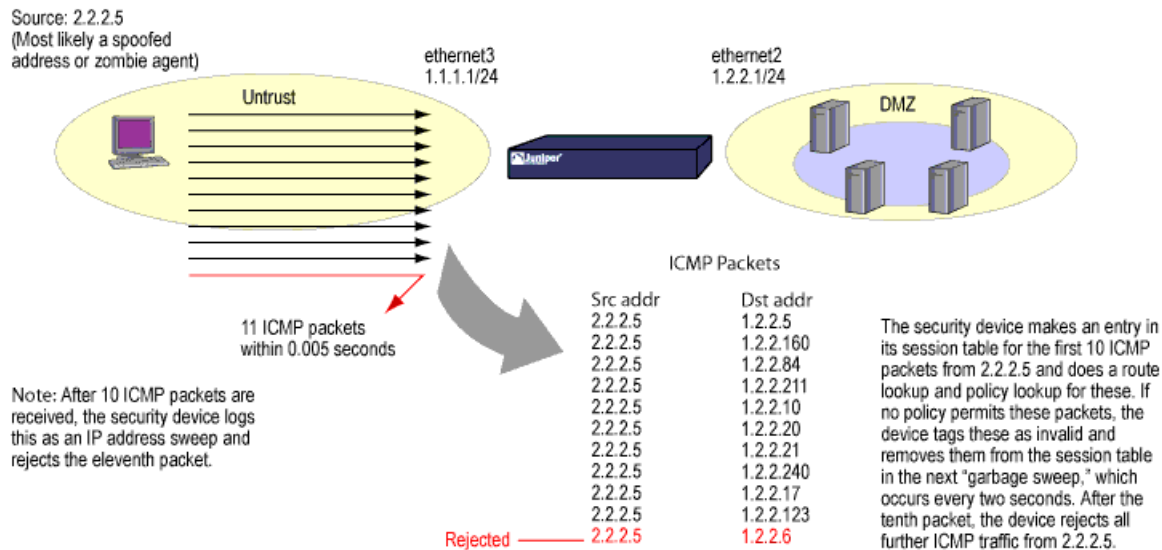 Source: 2.2.2.5
(Most likely a spoofed
address or zombie agent)
ethernet3
1.1.1.1/24
ethernet2
1.2.2.1/24
Untrust
DMZ
Juniper
11 ICMP packets
within 0.005 seconds
Note: After 10 ICMP packets are
received, the security device logs
this as an IP address sweep and
rejects the eleventh packet.
ICMP Packets
Src addr Dst addr
2.2.2.5 1.2.2.5
2.2.2.5 1.2.2.160
2.2.2.5 1.2.2.84
2.2.2.5 1.2.2.211
2.2.2.5 1.2.2.10
2.2.2.5 1.2.2.20
2.2.2.5 1.2.2.21
2.2.2.5 1.2.2.240
2.2.2.5 1.2.2.17
2.2.2.5 1.2.2.123
Rejected 2.2.2.5 1.2.2.6
The security device makes an entry in
its session table for the first 10 ICMP
packets from 2.2.2.5 and does a route
lookup and policy lookup for these. If
no policy permits these packets, the
device tags these as invalid and
removes them from the session table
in the next “garbage sweep,” which
occurs every two seconds. After the
tenth packet, the device rejects all
further ICMP traffic from 2.2.2.5.